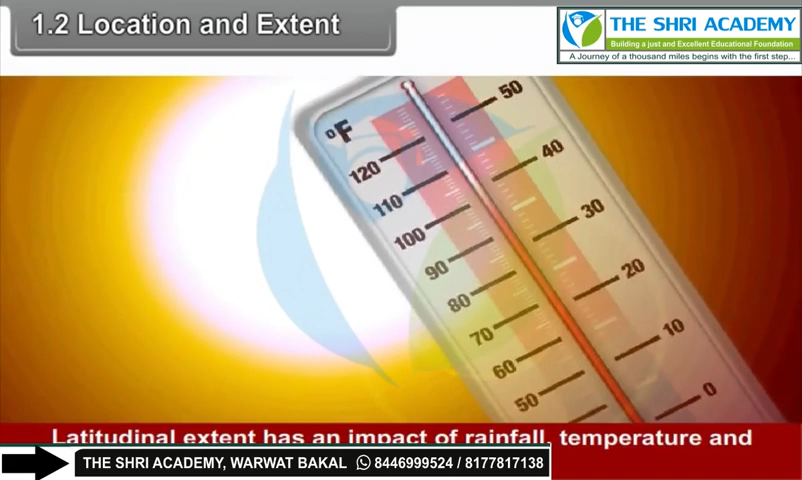 1.2 Location and Extent
THE SHRI ACADEMY
Building a just and Excellent Educational Foundation
A Journey of a thousand miles begins with the first step...
°F
50
120
40
110
30
100
90
20
80
70
10
60
50
0
Latitudinal extent has an impact of rainfall, temperature and
THE SHRI ACADEMY, WARWAT BAKAL 8446999524 / 8177817138